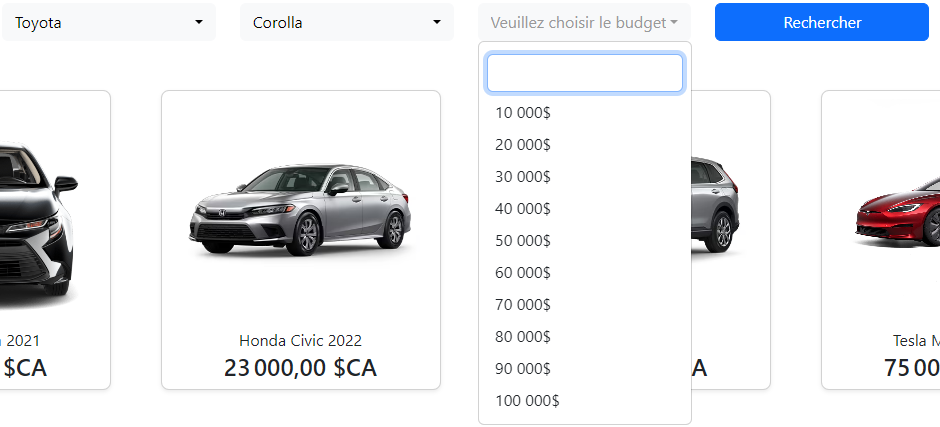 Toyota
Corolla
Veuillez choisir le budget
Rechercher
10 000$
20 000$
30 000$
40 000$
50 000$
60 000$
70 000$
80 000$
90 000$
100 000$
2021
$CA
Honda Civic 2022
23 000,00 $CA
A
Tesla M
75 00